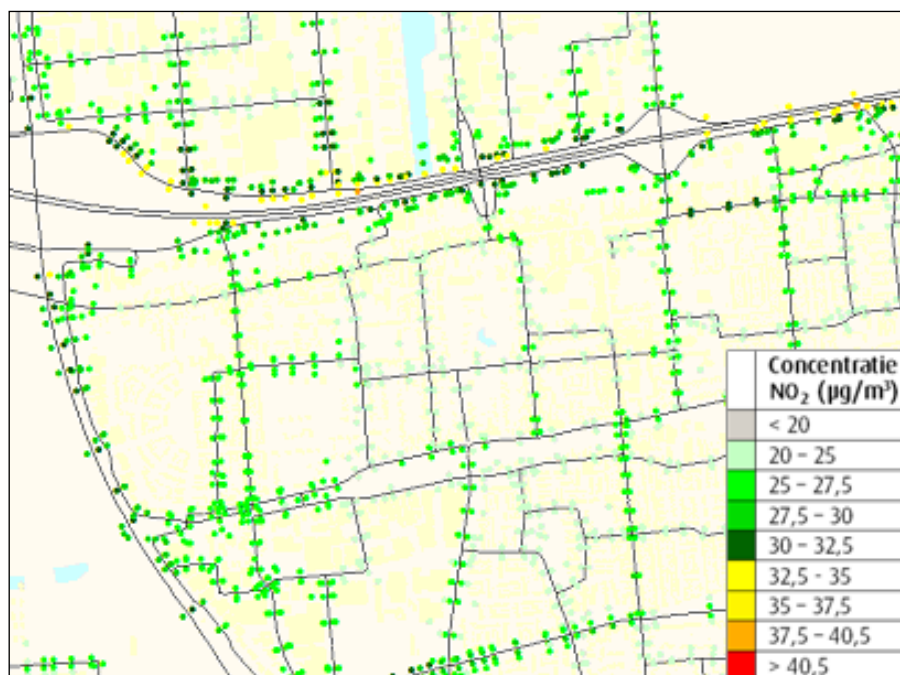 Concentratie
NO₂ (µg/m³)
< 20
20 – 25
25 – 27,5
27,5 – 30
30 – 32,5
32,5 - 35
35 – 37,5
37,5 – 40,5
> 40,5